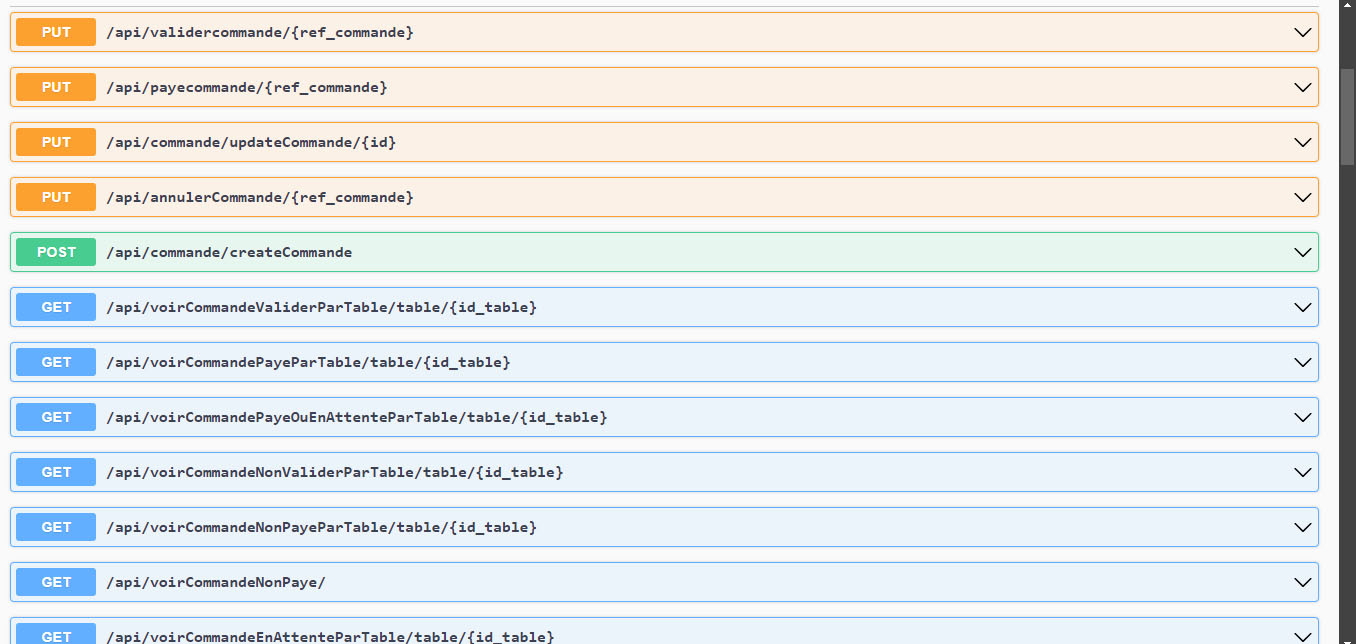 PUT /api/validercommande/{ref_commande}
PUT /api/payecommande/{ref_commande}
PUT /api/commande/updateCommande/{id}
PUT /api/annulerCommande/{ref_commande}
POST /api/commande/createCommande
GET /api/voirCommandeValiderParTable/table/{id_table}
GET /api/voirCommandePayeParTable/table/{id_table}
GET /api/voirCommandePayeOuEnAttenteParTable/table/{id_table}
GET /api/voirCommandeNonValiderParTable/table/{id_table}
GET /api/voirCommandeNonPayeParTable/table/{id_table}
GET /api/voirCommandeNonPaye/
GET /api/voirCommandeEnAttenteParTable/table/{id_table}